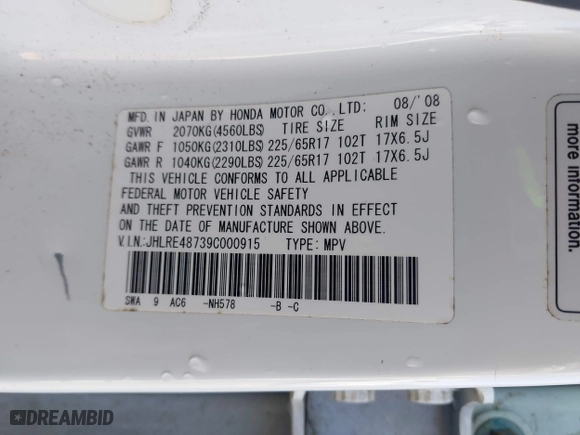 MFD. IN JAPAN BY HONDA MOTOR CO.,LTD: 08/'08
GVWR 2070KG(4560LBS) TIRE SIZE RIM SIZE
GAWR F 1050KG(2310LBS) 225/65R17 102T 17X6.5J
GAWR R 1040KG(2290LBS) 225/65R17 102T 17X6.5J
THIS VEHICLE CONFORMS TO ALL APPLICABLE
FEDERAL MOTOR VEHICLE SAFETY
AND THEFT PREVENTION STANDARDS IN EFFECT
ON THE DATE OF MANUFACTURE SHOWN ABOVE.
V.I.N.:JHLRE48739C000915 TYPE: MPV
SWA 9 AC6 -NH578 -B -C
more information.
DREAMBID